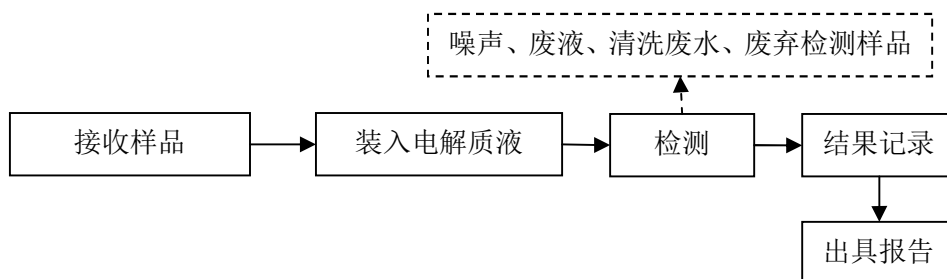 噪声、废液、清洗废水、废弃检测样品
接收样品
装入电解质液
检测
结果记录
出具报告